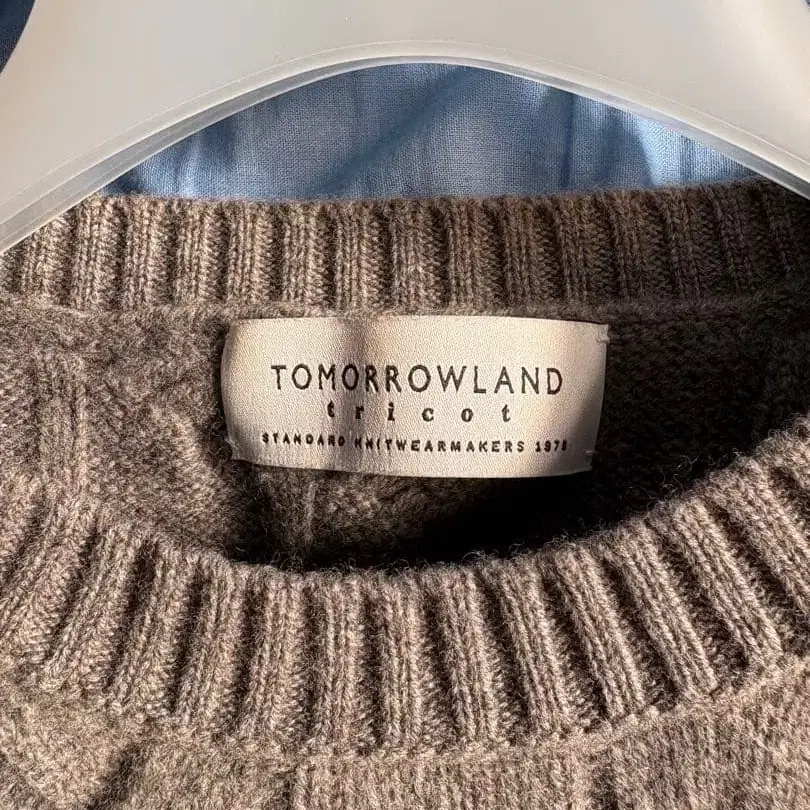 TOMORROWLAND
tricot
STANDARD KNITWEARMAKERS 1978